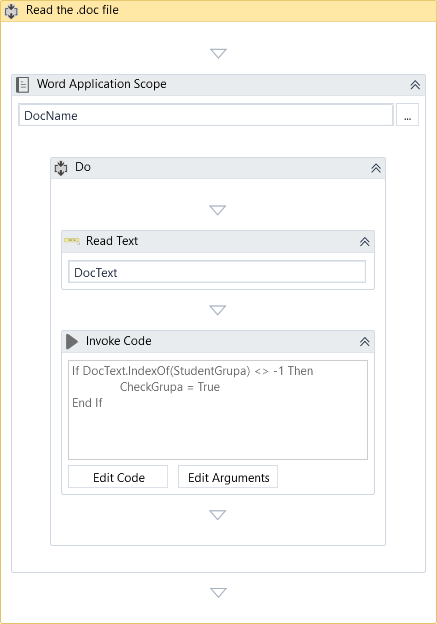 Read the .doc file
Word Application Scope
DocName
...
Do
Read Text
DocText
Invoke Code
If DocText.IndexOf(StudentGrupa) <> -1 Then
CheckGrupa = True
End If
Edit Code
Edit Arguments